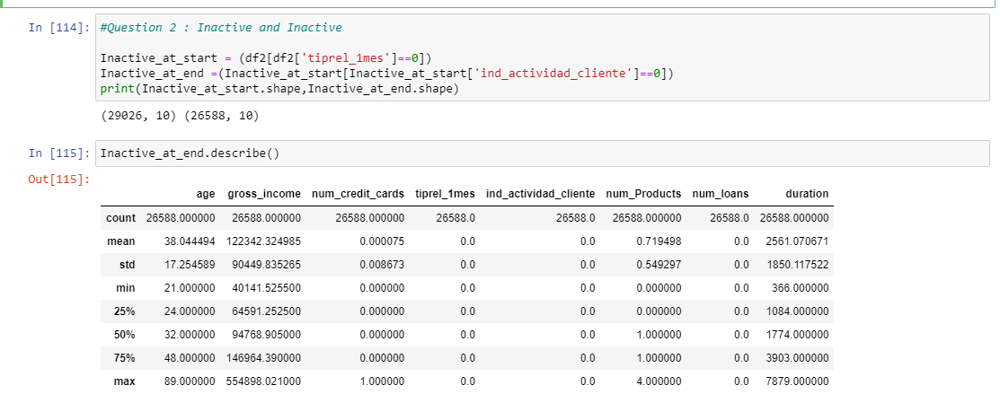 In [114]: #Question 2 : Inactive and Inactive
Inactive_at_start = (df2[df2['tiprel_1mes']==0])
Inactive_at_end =(Inactive_at_start[Inactive_at_start['ind_actividad_cliente']==0])
print(Inactive_at_start.shape,Inactive_at_end.shape)
(29026, 10) (26588, 10)
In [115]: Inactive_at_end.describe()
Out[115]:
age gross_income num_credit_cards tiprel_1mes ind_actividad_cliente num_Products num_loans duration
count 26588.000000 26588.000000 26588.000000 26588.0 26588.0 26588.000000 26588.0 26588.000000
mean 38.044494 122342.324985 0.000075 0.0 0.0 0.719498 0.0 2561.070671
std 17.254589 90449.835265 0.008673 0.0 0.0 0.549297 0.0 1850.117522
min 21.000000 40141.525500 0.000000 0.0 0.0 0.000000 0.0 366.000000
25% 24.000000 64591.252500 0.000000 0.0 0.0 0.000000 0.0 1084.000000
50% 32.000000 94768.905000 0.000000 0.0 0.0 1.000000 0.0 1774.000000
75% 48.000000 146964.390000 0.000000 0.0 0.0 1.000000 0.0 3903.000000
max 89.000000 554898.021000 1.000000 0.0 0.0 4.000000 0.0 7879.000000